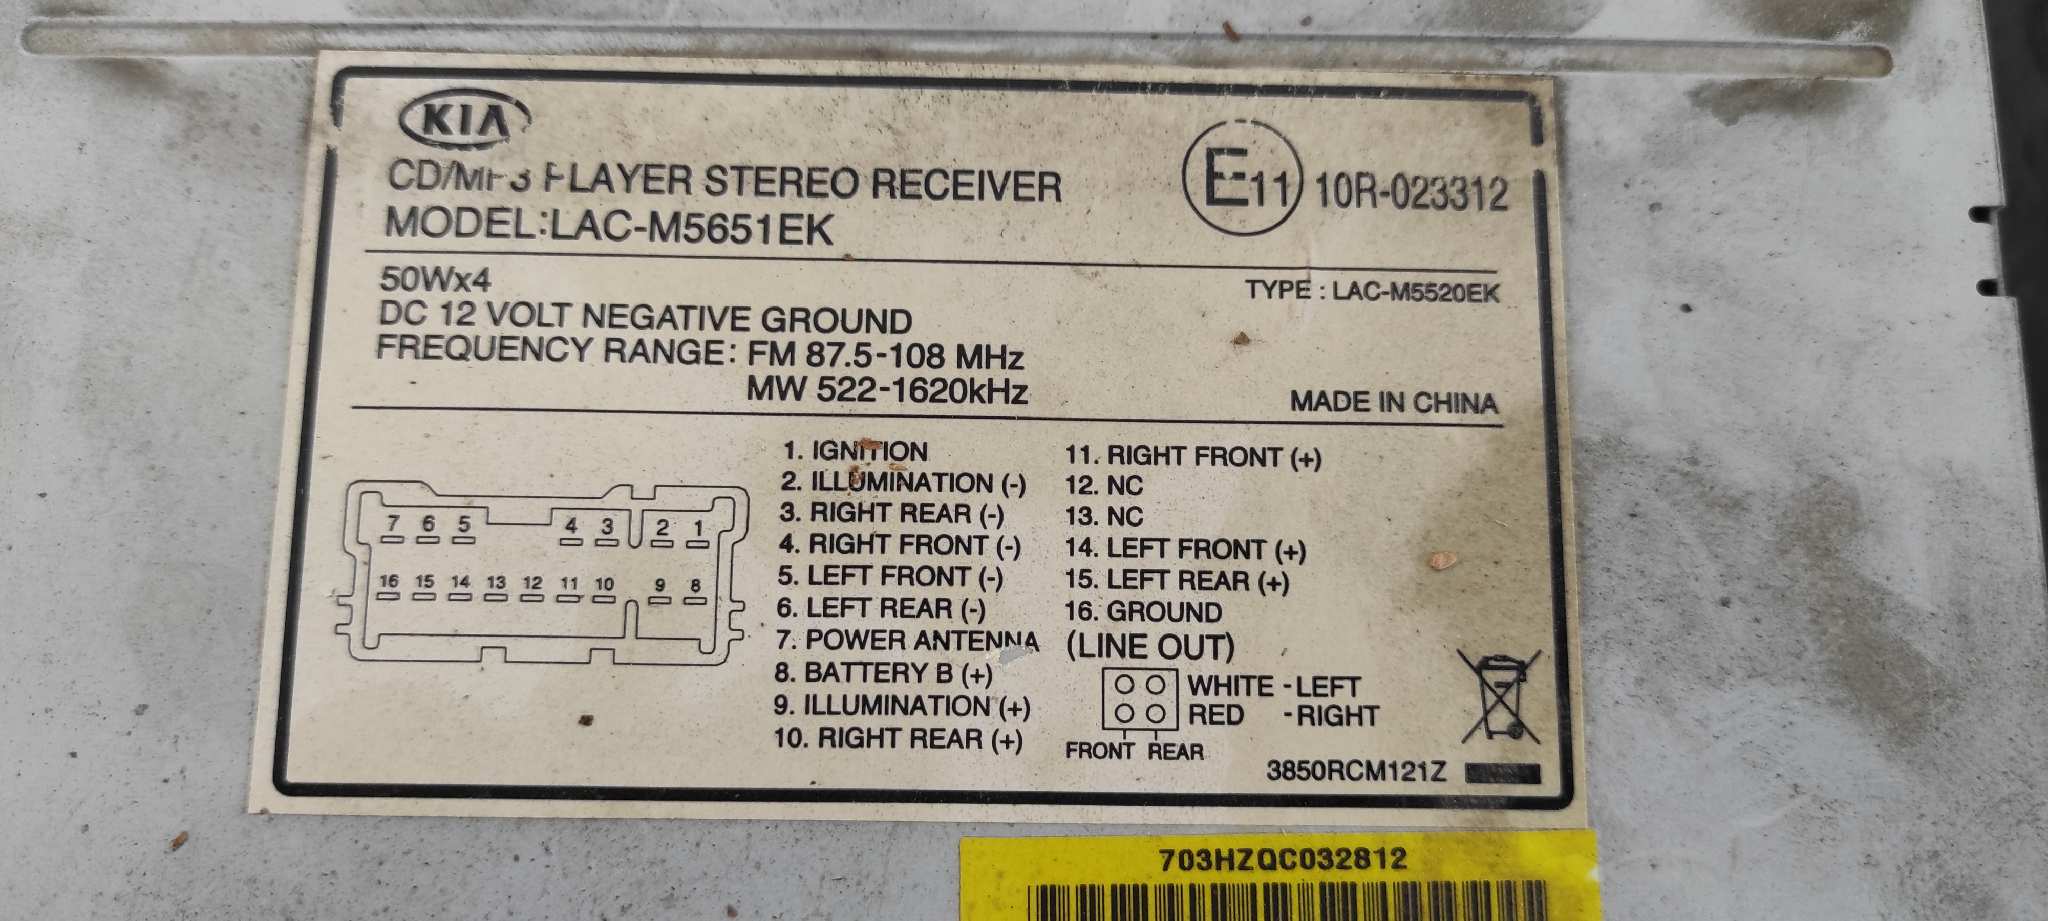 KIA
CD/MP3 PLAYER STEREO RECEIVER
MODEL:LAC-M5651EK
E11 10R-023312
50Wx4
TYPE : LAC-M5520EK
DC 12 VOLT NEGATIVE GROUND
FREQUENCY RANGE: FM 87.5-108 MHz
MW 522-1620kHz
MADE IN CHINA
7 6 5 4 3 2 1
16 15 14 13 12 11 10 9 8
1. IGNITION
2. ILLUMINATION (-)
3. RIGHT REAR (-)
4. RIGHT FRONT (-)
5. LEFT FRONT (-)
6. LEFT REAR (-)
7. POWER ANTENNA
8. BATTERY B (+)
9. ILLUMINATION (+)
10. RIGHT REAR (+)
11. RIGHT FRONT (+)
12. NC
13. NC
14. LEFT FRONT (+)
15. LEFT REAR (+)
16. GROUND
(LINE OUT)
WHITE - LEFT
RED - RIGHT
FRONT REAR
3850RCM121Z
703HZQC032812